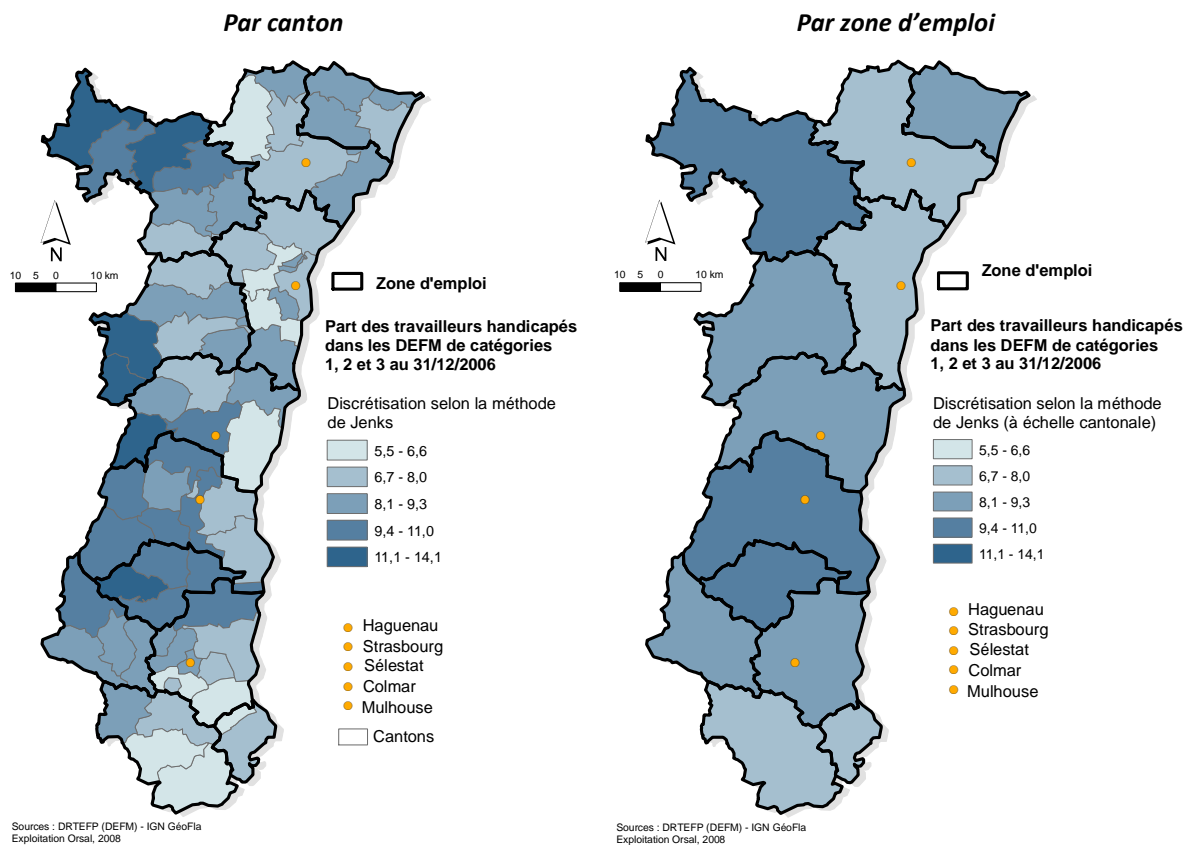 Par canton
N
10 5 0 10 km
Zone d'emploi
Part des travailleurs handicapés
dans les DEFM de catégories
1, 2 et 3 au 31/12/2006
Discrétisation selon la méthode
de Jenks
5,5 - 6,6
6,7 - 8,0
8,1 - 9,3
9,4 - 11,0
11,1 - 14,1
Haguenau
Strasbourg
Sélestat
Colmar
Mulhouse
Cantons
Sources : DRTEFP (DEFM) - IGN GéoFla
Exploitation Orsal, 2008
Par zone d'emploi
N
10 5 0 10 km
Zone d'emploi
Part des travailleurs handicapés
dans les DEFM de catégories
1, 2 et 3 au 31/12/2006
Discrétisation selon la méthode
de Jenks (à échelle cantonale)
5,5 - 6,6
6,7 - 8,0
8,1 - 9,3
9,4 - 11,0
11,1 - 14,1
Haguenau
Strasbourg
Sélestat
Colmar
Mulhouse
Sources : DRTEFP (DEFM) - IGN GéoFla
Exploitation Orsal, 2008